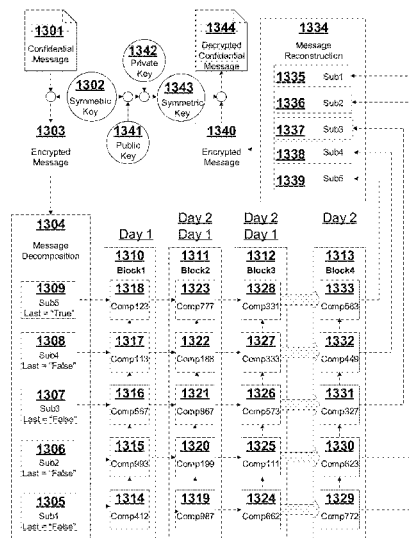 1301
Confidential
Message
1302
Symmetric
Key
1303
Encrypted
Message
1342
Private
Key
1341
Public
Key
1343
Symmetric
Key
1344
Decrypted
Confidential
Message
1340
Encrypted
Message
1334
Message
Reconstruction
1335 Sub1
1336 Sub2
1337 Sub3
1338 Sub4
1339 Sub5
1304
Message
Decomposition
Day 1
Day 2
Day 1
Day 2
Day 1
Day 2
1310
Block1
1311
Block2
1312
Block3
1313
Block4
1309
Sub5
Last = "True"
1318
Comp123
1323
Comp777
1328
Comp331
1333
Comp563
1308
Sub4
Last = "False"
1317
Comp113
1322
Comp188
1327
Comp333
1332
Comp449
1307
Sub3
Last = "False"
1316
Comp557
1321
Comp967
1326
Comp573
1331
Comp327
1306
Sub2
Last = "False"
1315
Comp993
1320
Comp199
1325
Comp111
1330
Comp623
1305
Sub1
Last = "False"
1314
Comp412
1319
Comp987
1324
Comp662
1329
Comp772